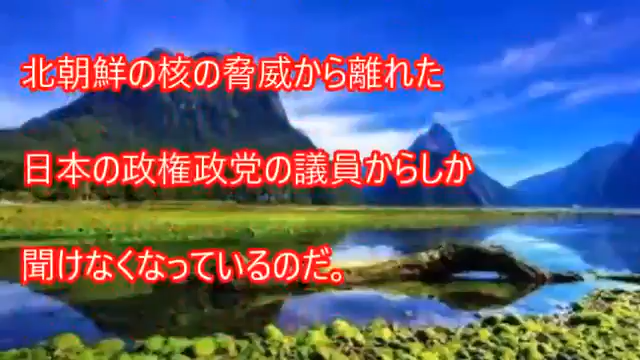 北朝鮮の核の脅威から離れた
日本の政権政党の議員からしか
聞けなくなっているのだ。